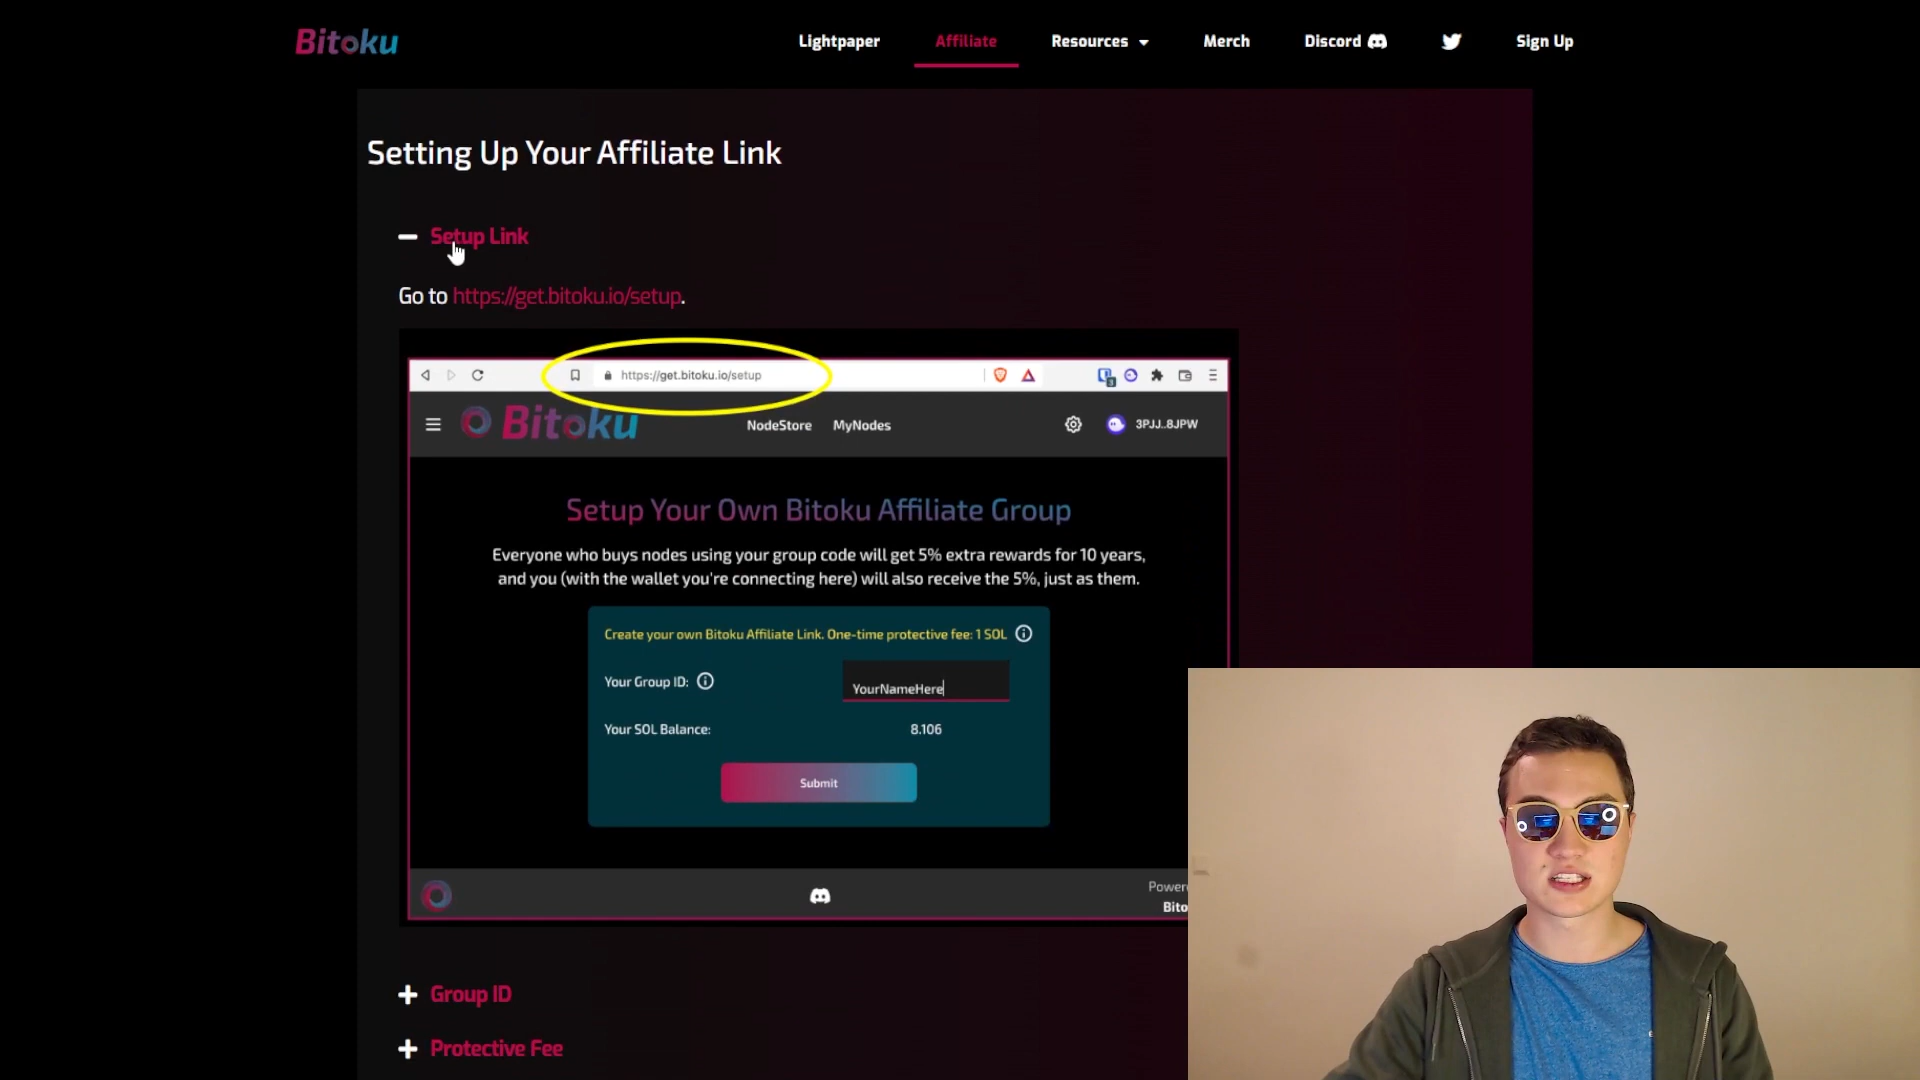 Bitoku
Lightpaper
Affiliate
Resources
Merch
Discord
Sign Up
Setting Up Your Affiliate Link
Setup Link
Go to https://get.bitoku.io/setup.
https://get.bitoku.io/setup
3
Bitoku
NodeStore
MyNodes
3PJJ..8JPW
Setup Your Own Bitoku Affiliate Group
Everyone who buys nodes using your group code will get 5% extra rewards for 10 years,
and you (with the wallet you're connecting here) will also receive the 5%, just as them.
Create your own Bitoku Affiliate Link. One-time protective fee: 1 SOL
Your Group ID:
YourNameHere
Your SOL Balance:
8.106
Submit
Power
Bito
Group ID
Protective Fee